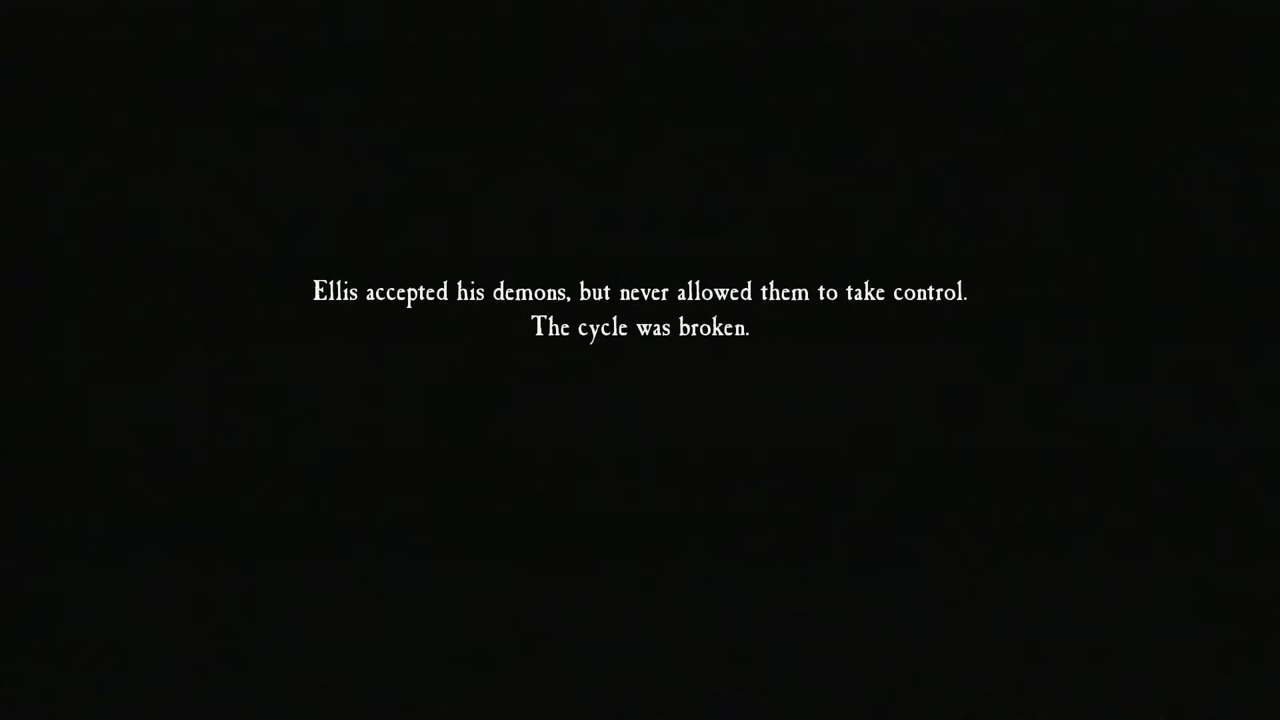 Ellis accepted his demons, but never allowed them to take control.
The cycle was broken.